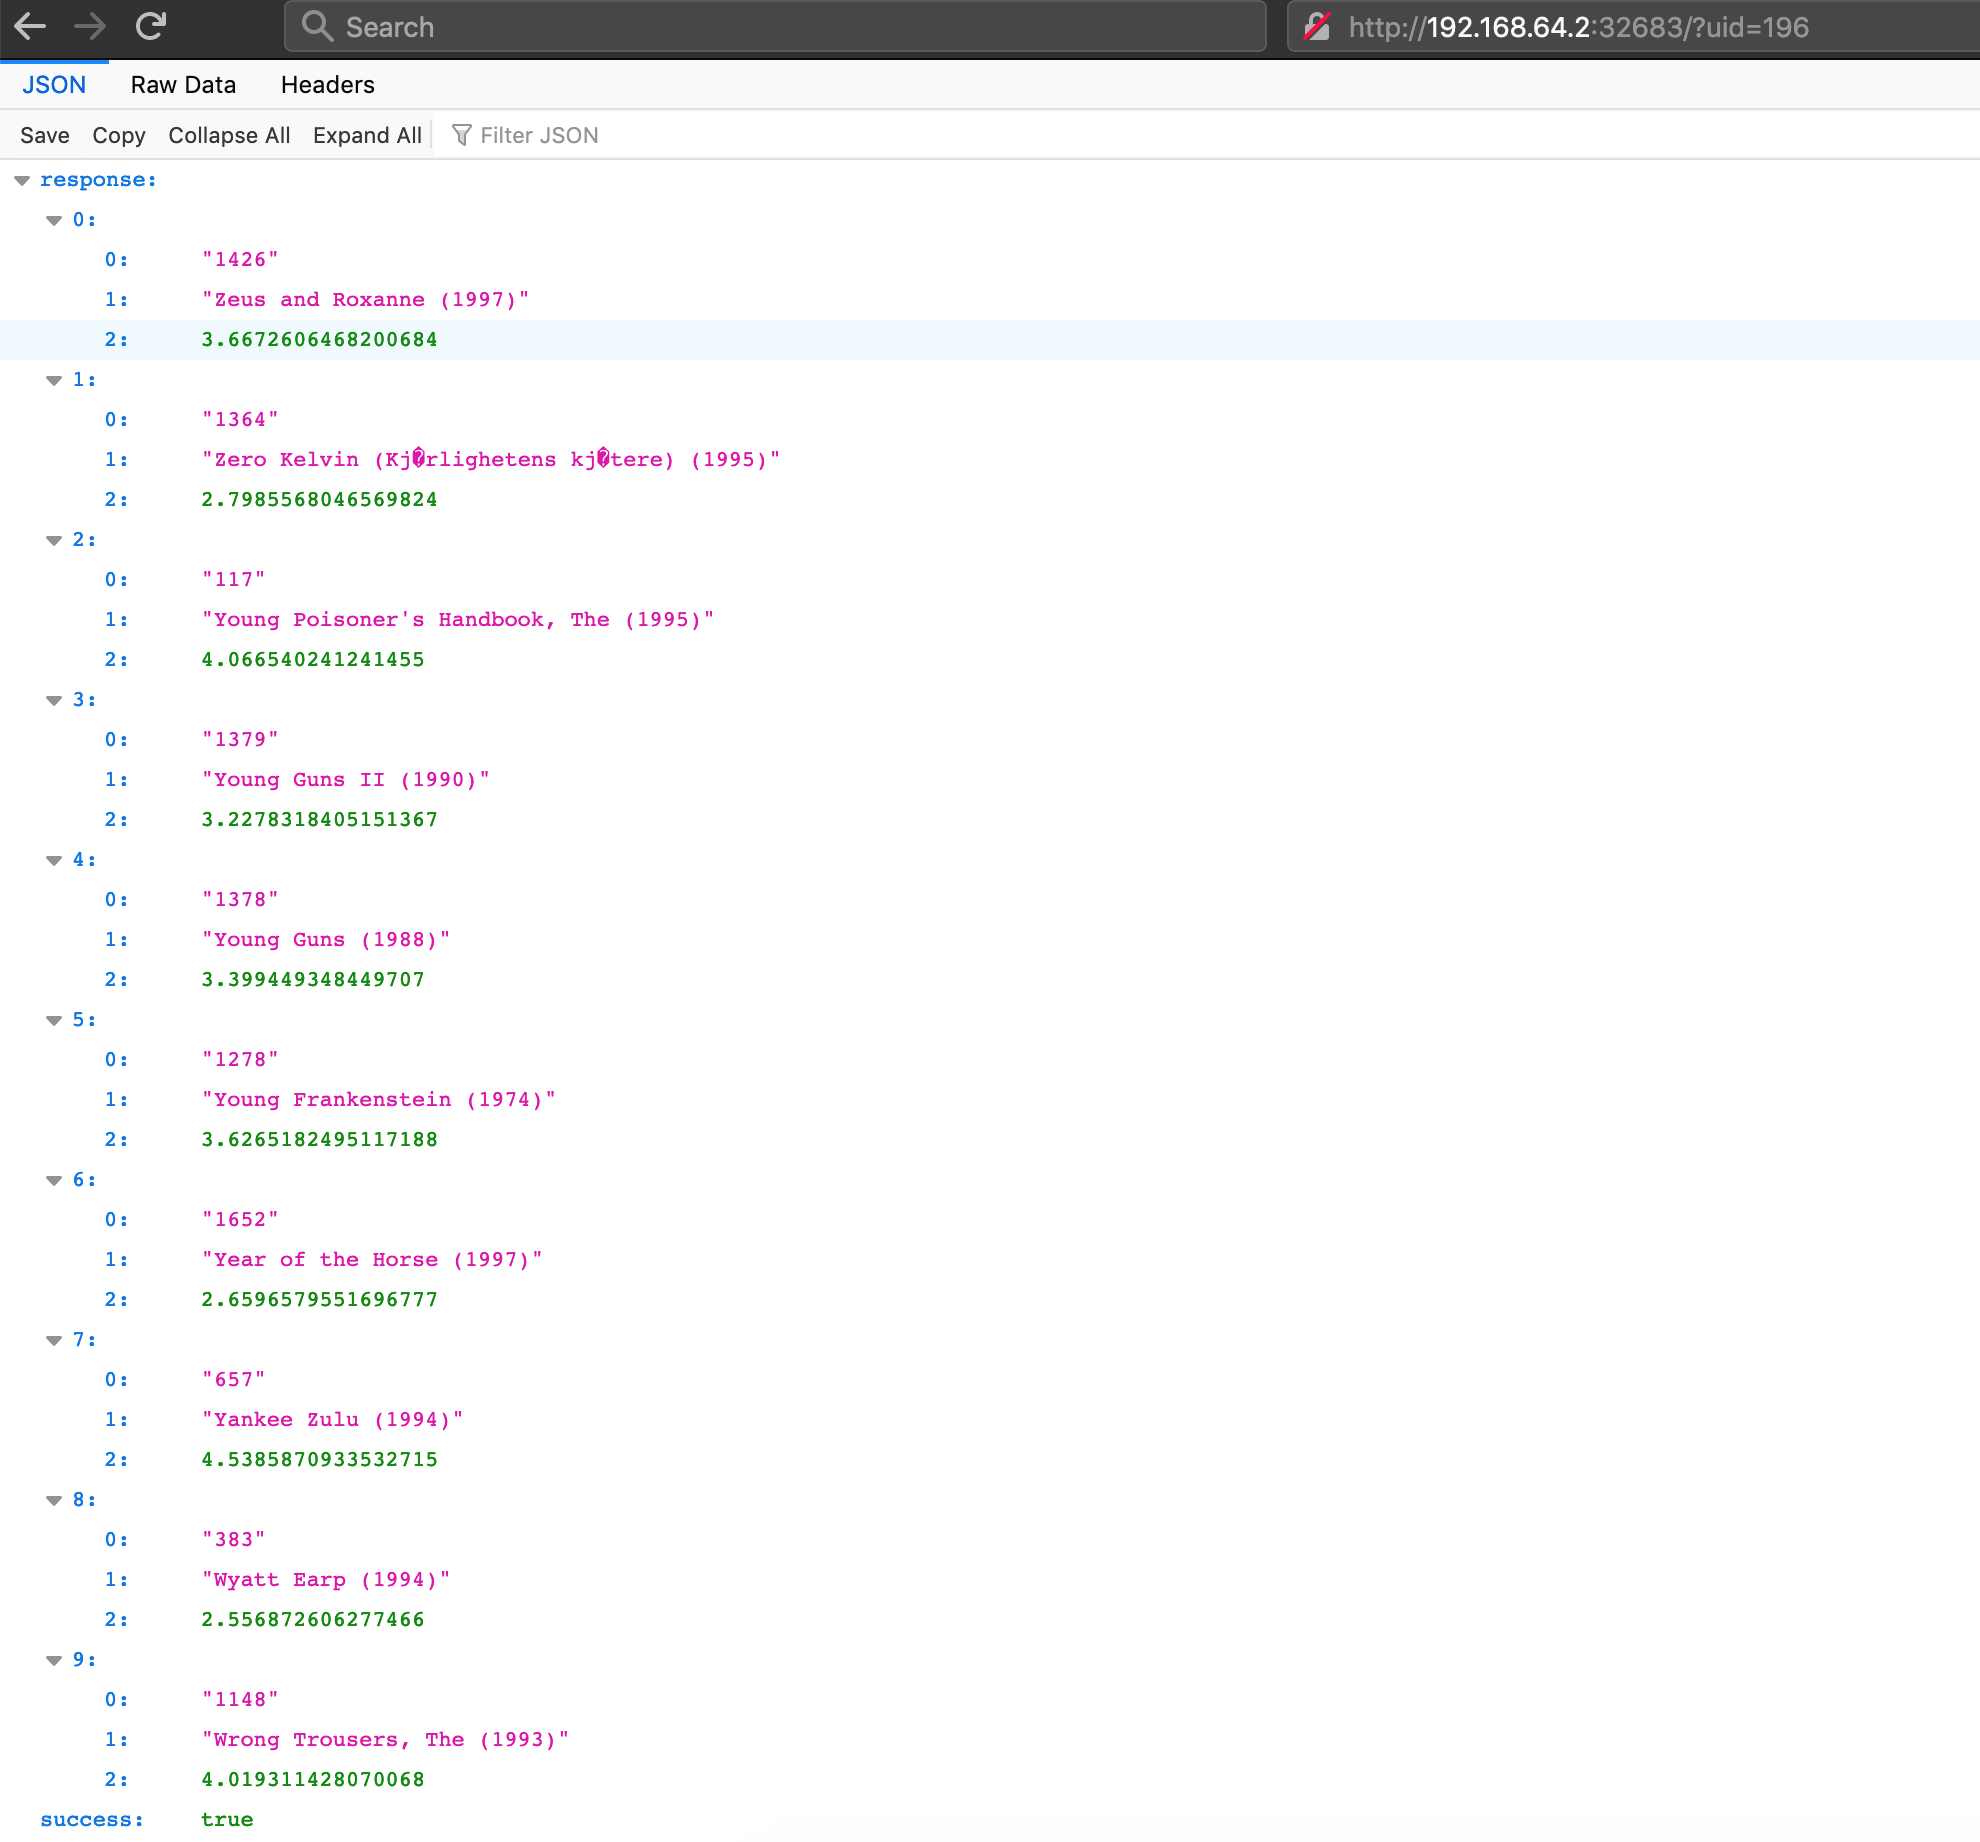 Search http://192.168.64.2:32683/?uid=196
JSON Raw Data Headers
Save Copy Collapse All Expand All Filter JSON
response:
0:
0: "1426"
1: "Zeus and Roxanne (1997)"
2: 3.6672606468200684
1:
0: "1364"
1: "Zero Kelvin (Kj�rlighetens kj�tere) (1995)"
2: 2.7985568046569824
2:
0: "117"
1: "Young Poisoner's Handbook, The (1995)"
2: 4.066540241241455
3:
0: "1379"
1: "Young Guns II (1990)"
2: 3.2278318405151367
4:
0: "1378"
1: "Young Guns (1988)"
2: 3.399449348449707
5:
0: "1278"
1: "Young Frankenstein (1974)"
2: 3.6265182495117188
6:
0: "1652"
1: "Year of the Horse (1997)"
2: 2.6596579551696777
7:
0: "657"
1: "Yankee Zulu (1994)"
2: 4.5385870933532715
8:
0: "383"
1: "Wyatt Earp (1994)"
2: 2.556872606277466
9:
0: "1148"
1: "Wrong Trousers, The (1993)"
2: 4.019311428070068
success: true